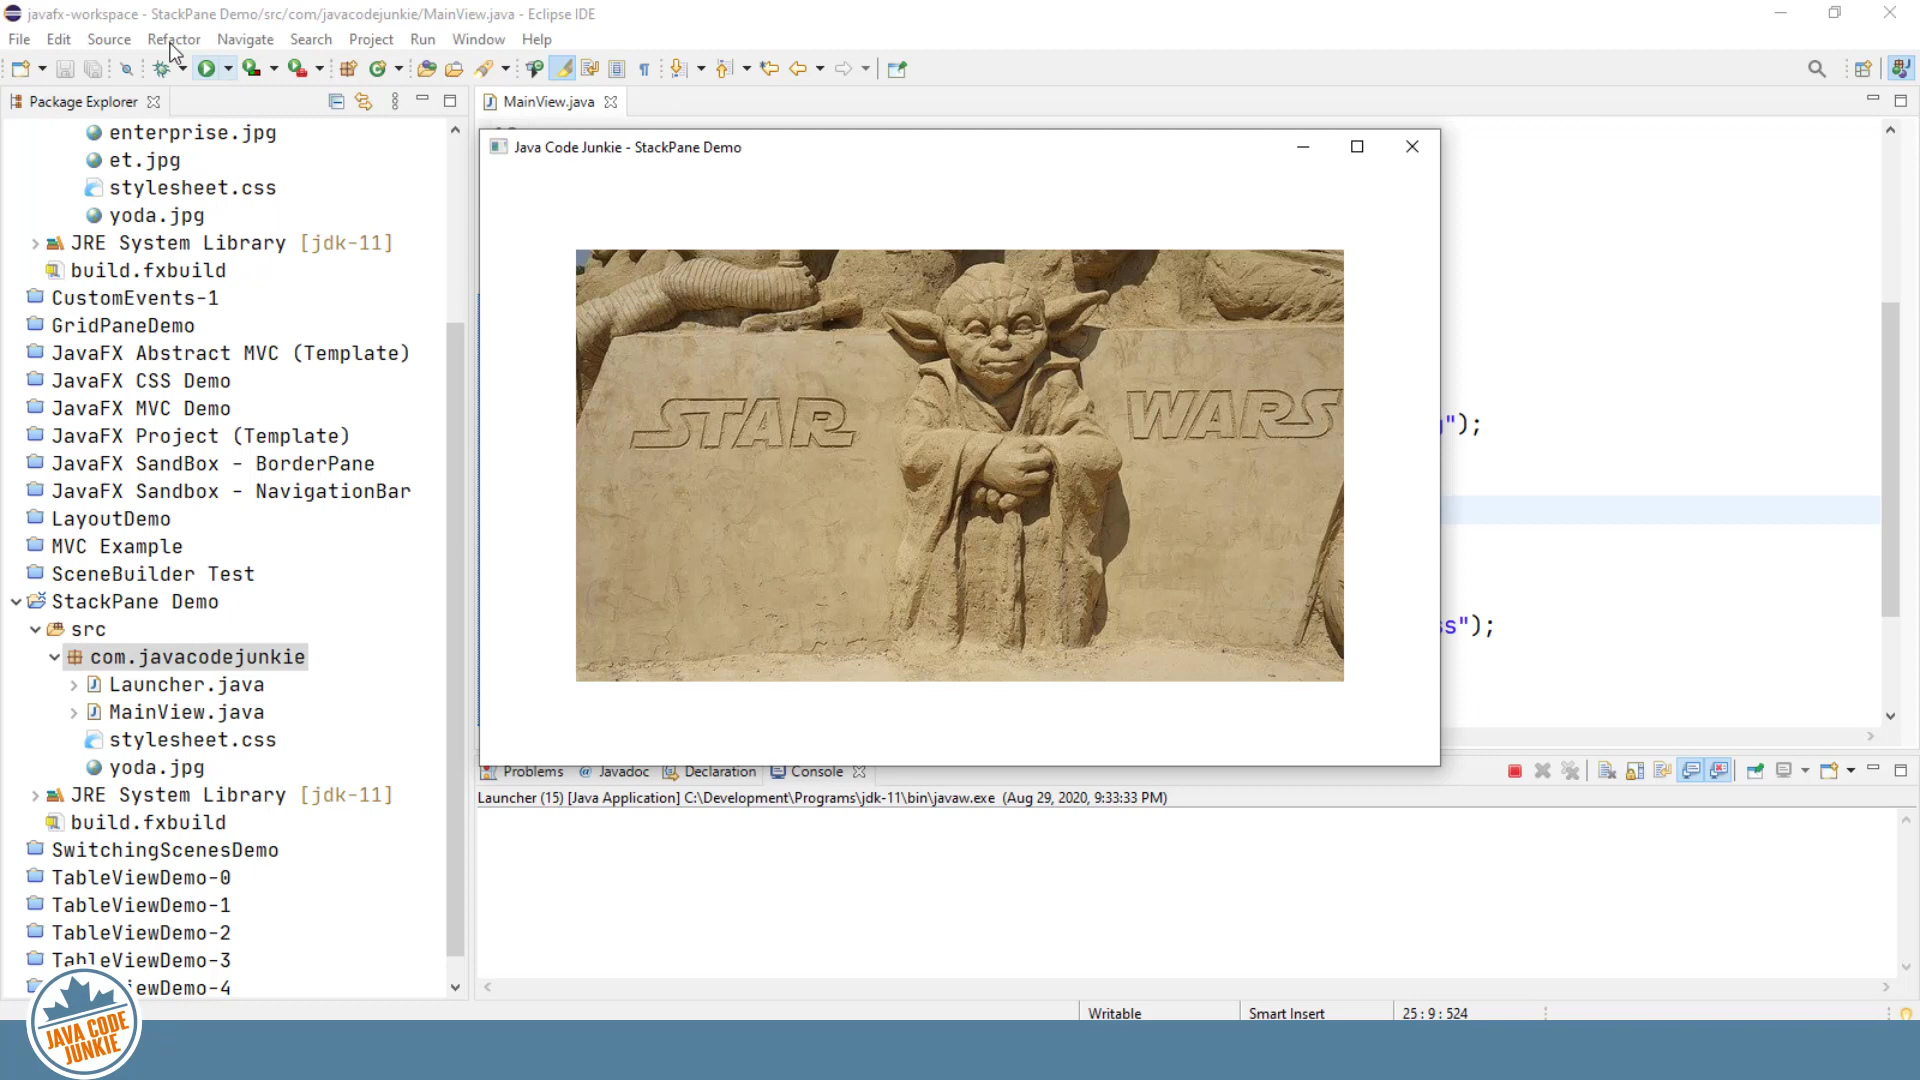 javafx-workspace - StackPane Demo/src/com/javacodejunkie/MainView.java - Eclipse IDE
File Edit Source Refactor Navigate Search Project Run Window Help
Package Explorer
MainView.java
enterprise.jpg
et.jpg
stylesheet.css
yoda.jpg
JRE System Library [jdk-11]
build.fxbuild
CustomEvents-1
GridPaneDemo
JavaFX Abstract MVC (Template)
JavaFX CSS Demo
JavaFX MVC Demo
JavaFX Project (Template)
JavaFX SandBox - BorderPane
JavaFX Sandbox - NavigationBar
LayoutDemo
MVC Example
SceneBuilder Test
StackPane Demo
src
com.javacodejunkie
Launcher.java
MainView.java
stylesheet.css
yoda.jpg
JRE System Library [jdk-11]
build.fxbuild
SwitchingScenesDemo
TableViewDemo-0
TableViewDemo-1
TableViewDemo-2
TableViewDemo-3
iewDemo-4
Java Code Junkie - StackPane Demo
STAR WARS
");
s");
Problems Javadoc Declaration Console
Launcher (15) [Java Application] C:\Development\Programs\jdk-11\bin\javaw.exe (Aug 29, 2020, 9:33:33 PM)
Writable Smart Insert 25 : 9 : 524
JAVA CODE
JUNKIE